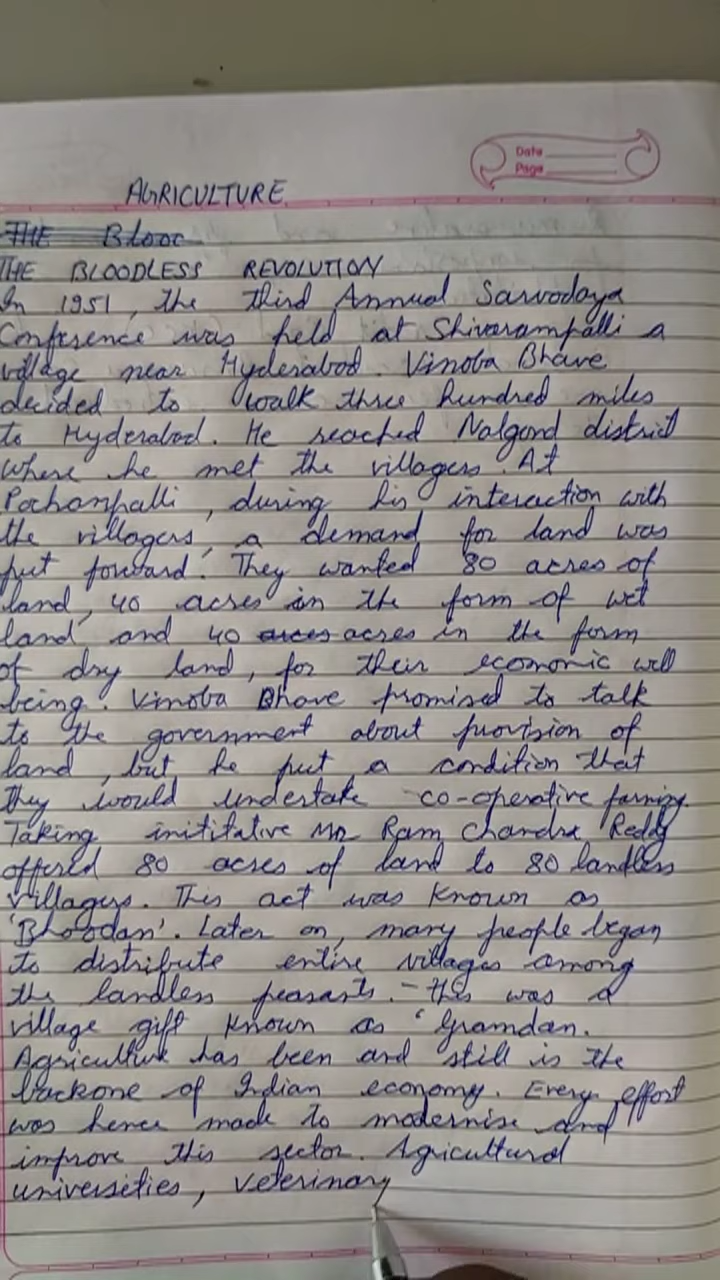 Date
Page
AGRICULTURE
THE Blooc
THE BLOODLESS REVOLUTION
In 1951, the third Annual Sarvodaya
Conference was held at Shivarampalli a
village near Hyderabad. Vinoba Bhave
decided to walk three hundred miles
to Hyderabad. He reached Nalgond district
where he met the villagers. At
Pochampalli, during his interaction with
the villagers, a demand for land was
put forward. They wanted 80 acres of
land, 40 acres in the form of wet
land and 40 acres acres in the form
of dry land, for their economic well
being. Vinoba Bhave promised to talk
to the government about provision of
land, but he put a condition that
they would undertake co-operative farming.
Taking inititative Mr Ram Chandra Reddy
offered 80 acres of land to 80 landless
villagers. This act was known as
'Bhoodan'. Later on, many people began
to distribute entire villages among
the landless peasants. - this was a
village gift known as 'Gramdan.
Agriculture has been and still is the
backone of Indian economy. Every effort
was hence made to modernise and
improve this sector. Agricultural
universities, veterinary